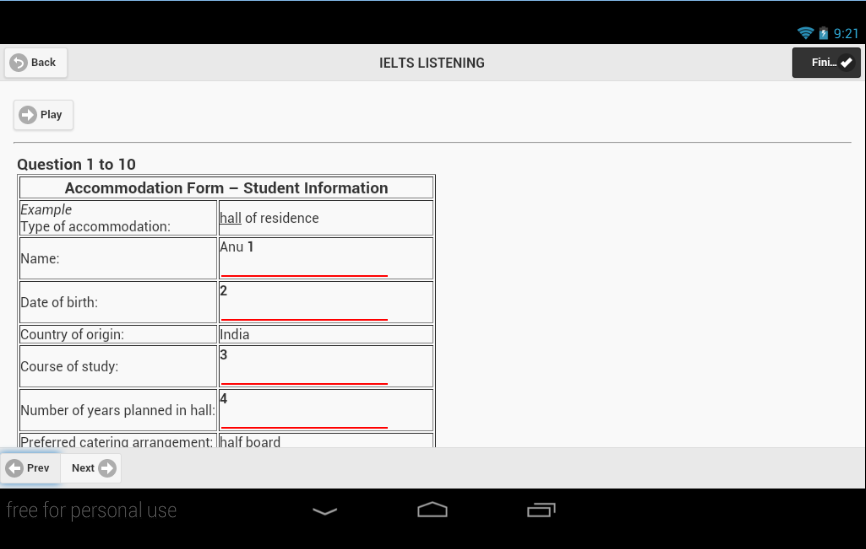 9:21
Back
IELTS LISTENING
Fini...
Play
Question 1 to 10
Accommodation Form – Student Information
Example
Type of accommodation:
hall of residence
Name:
Anu 1
Date of birth:
2
Country of origin:
India
Course of study:
3
Number of years planned in hall:
4
Preferred catering arrangement:
half board
Prev
Next
free for personal use